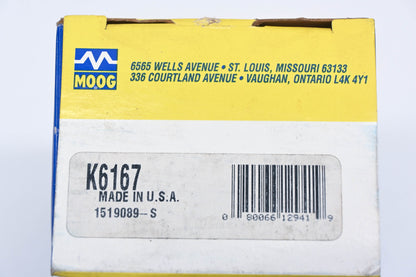 MOOG
6565 WELLS AVENUE • ST. LOUIS, MISSOURI 63133
336 COURTLAND AVENUE • VAUGHAN, ONTARIO L4K 4Y1
K6167
MADE IN U.S.A.
1519089-S
0 80066 12941 9